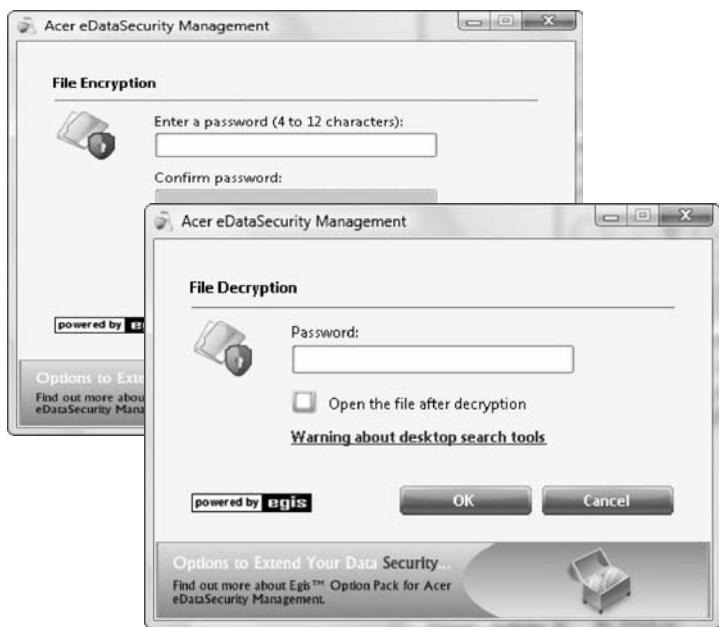 Acer eDataSecurity Management
File Encryption
Enter a password (4 to 12 characters):
Confirm password:
powered by
Options to
Find out more
eDataSecurity
Acer eDataSecurity Management
File Decryption
Password:
Open the file after decryption
Warning about desktop search tools
powered by egis
OK
Cancel
Options to Extend Your Data Security...
Find out more about Egis™ Option Pack for Acer
eDataSecurity Management.